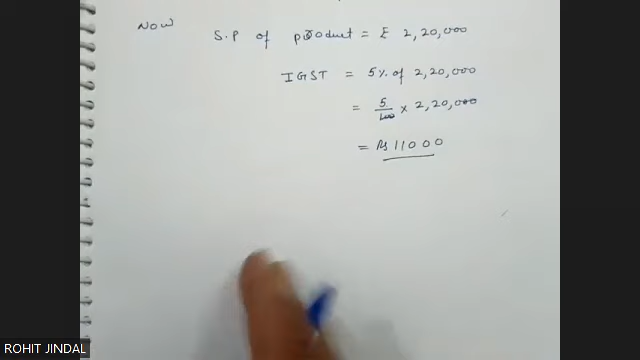 NOW
S.P of product = ₹ 2,20,000
IGST = 5% of 2,20,000
= 5/100 x 2,20,000
= Rs 11000
ROHIT JINDAL